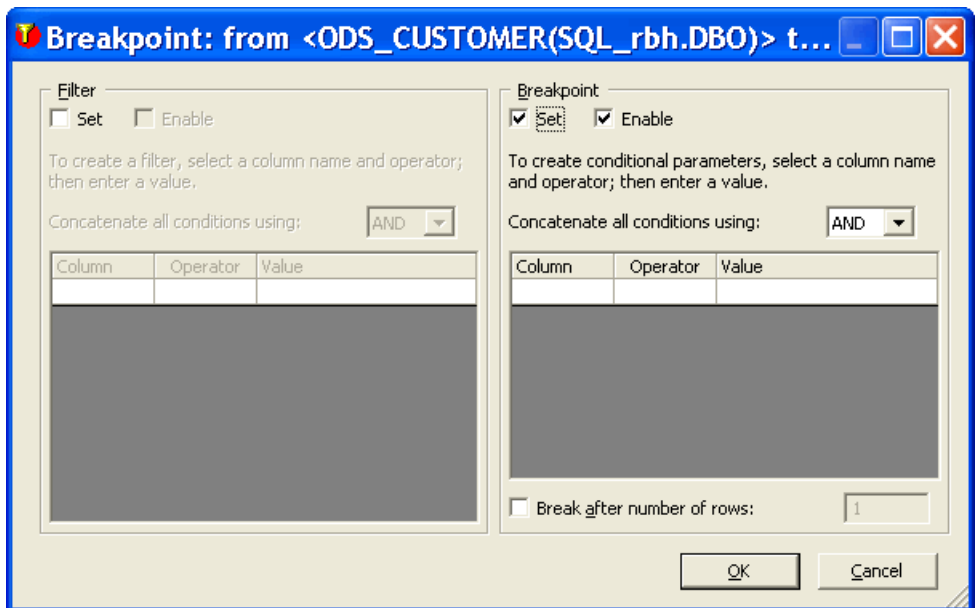 Breakpoint: from <ODS_CUSTOMER(SQL_rbh.DBO)> t...
Filter
Set Enable
To create a filter, select a column name and operator;
then enter a value.
Concatenate all conditions using: AND
Column Operator Value
Breakpoint
Set Enable
To create conditional parameters, select a column name
and operator; then enter a value.
Concatenate all conditions using: AND
Column Operator Value
Break after number of rows: 1
OK Cancel